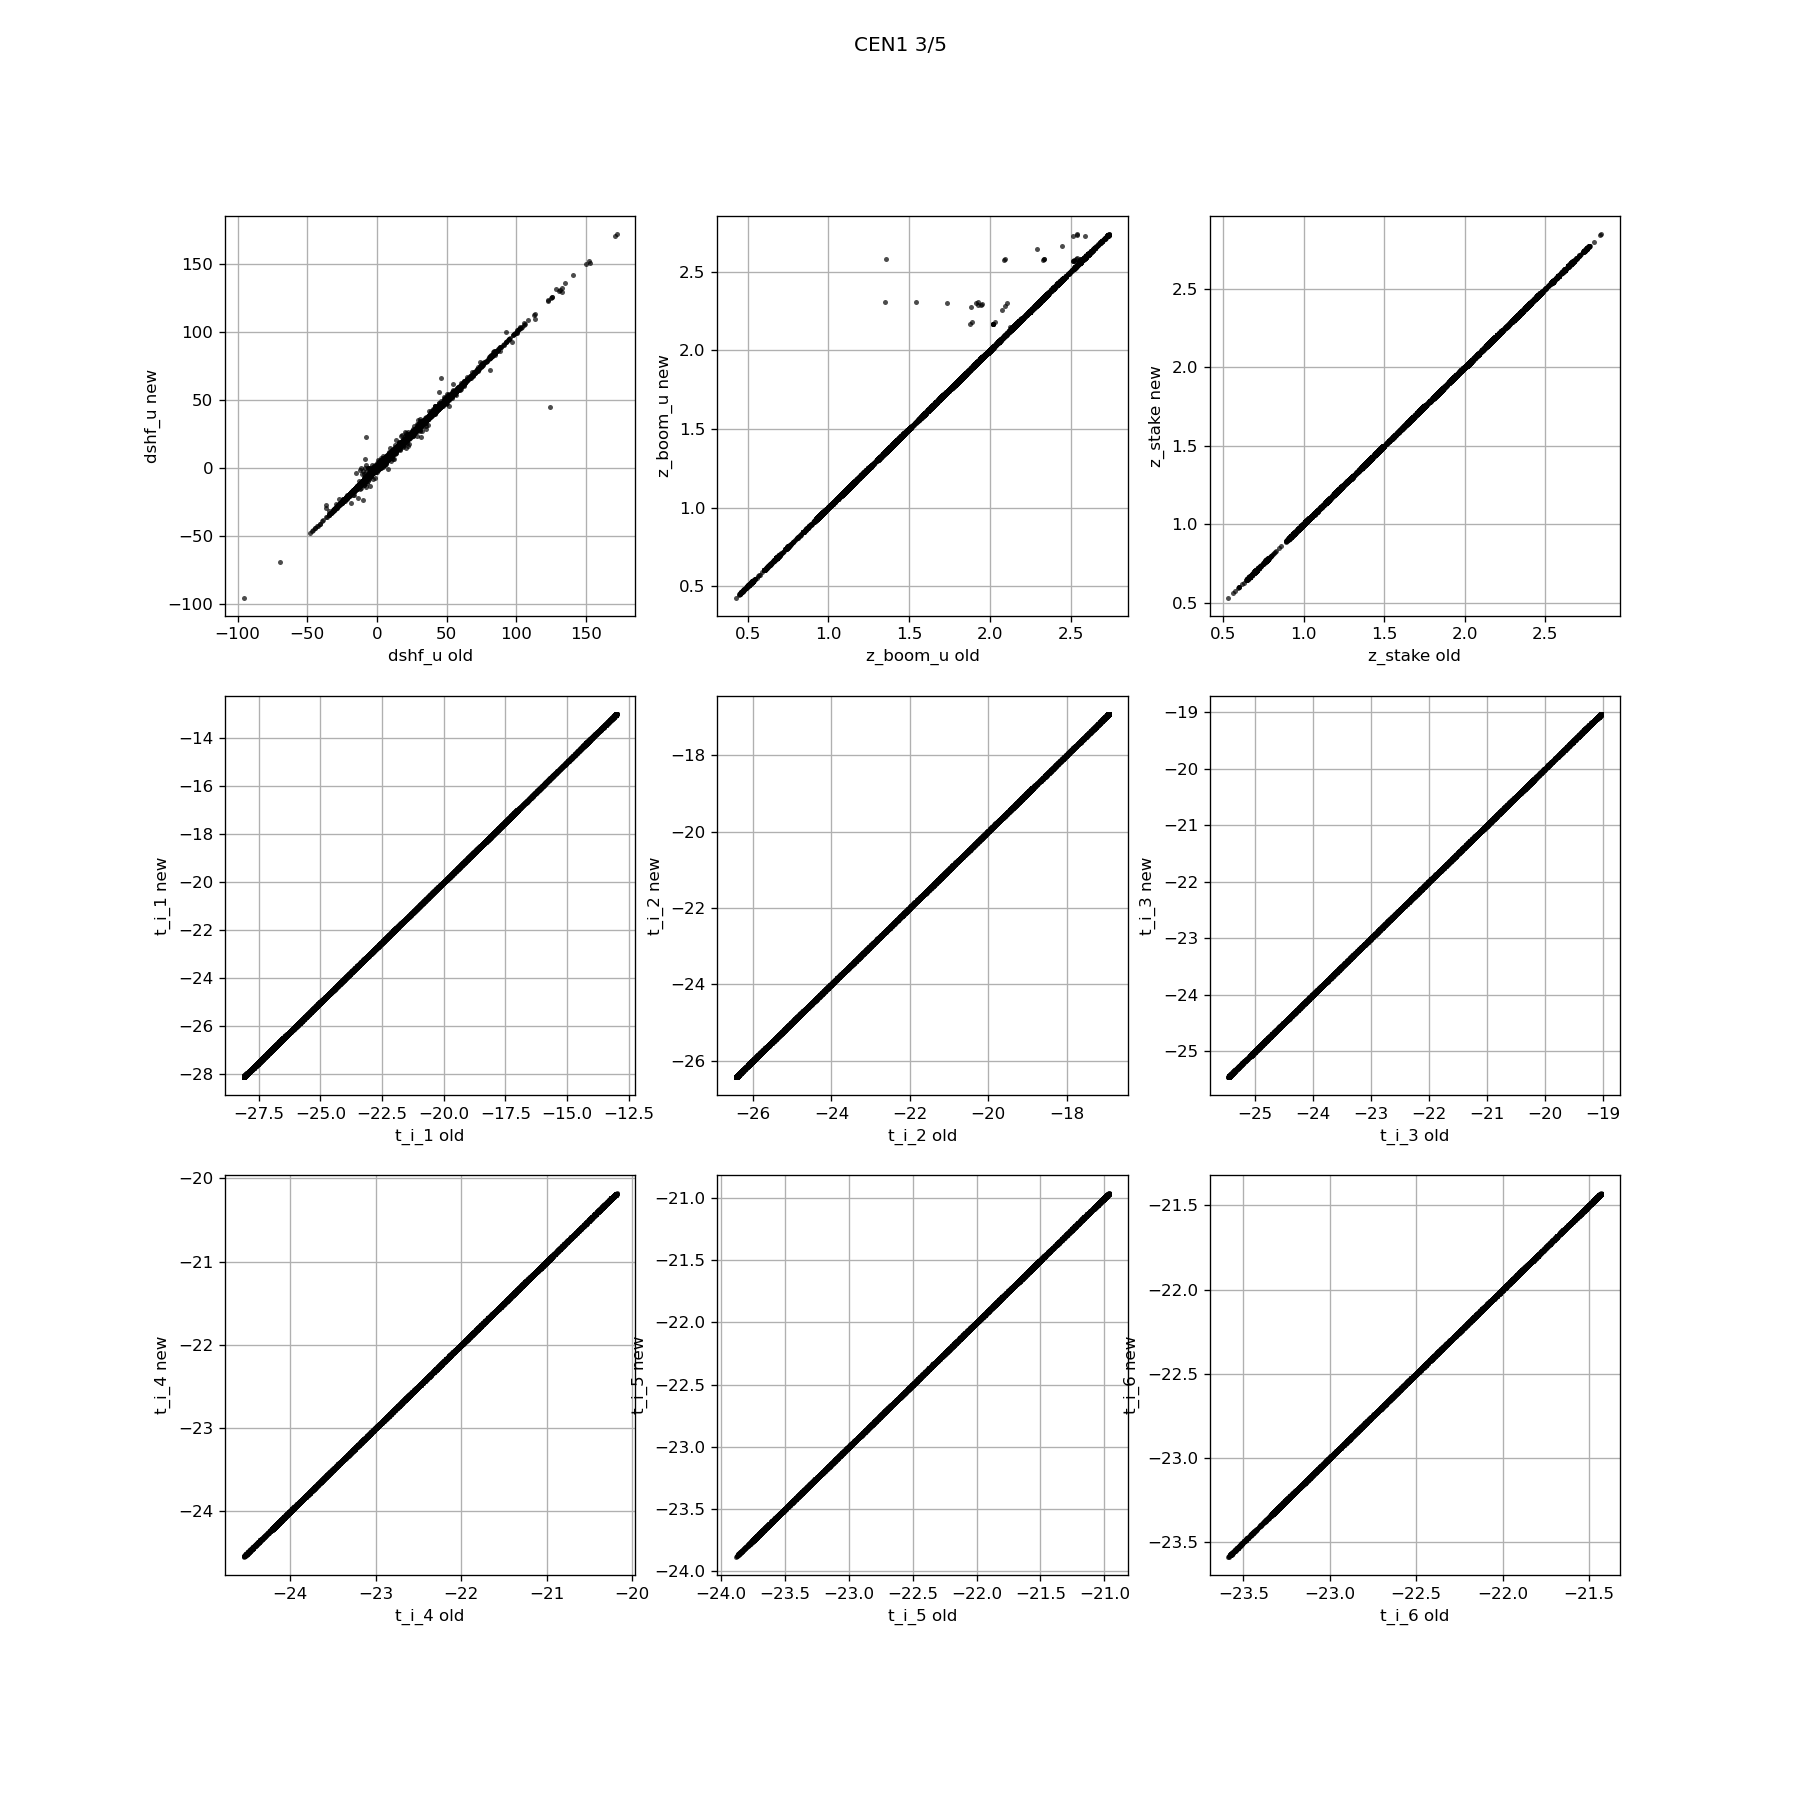 CEN1 3/5
150
100
50
0
−50
−100
dshf_u new
−100 −50 0 50 100 150
dshf_u old
2.5
2.0
1.5
1.0
0.5
z_boom_u new
0.5 1.0 1.5 2.0 2.5
z_boom_u old
2.5
2.0
1.5
1.0
0.5
z_stake new
0.5 1.0 1.5 2.0 2.5
z_stake old
−14
−16
−18
−20
−22
−24
−26
−28
t_i_1 new
−27.5 −25.0 −22.5 −20.0 −17.5 −15.0 −12.5
t_i_1 old
−18
−20
−22
−24
−26
t_i_2 new
−26 −24 −22 −20 −18
t_i_2 old
−19
−20
−21
−22
−23
−24
−25
t_i_3 new
−25 −24 −23 −22 −21 −20 −19
t_i_3 old
−20
−21
−22
−23
−24
t_i_4 new
−24 −23 −22 −21 −20
t_i_4 old
−21.0
−21.5
−22.0
−22.5
−23.0
−23.5
−24.0
t_i_5 new
−24.0 −23.5 −23.0 −22.5 −22.0 −21.5 −21.0
t_i_5 old
−21.5
−22.0
−22.5
−23.0
−23.5
t_i_6 new
−23.5 −23.0 −22.5 −22.0 −21.5
t_i_6 old